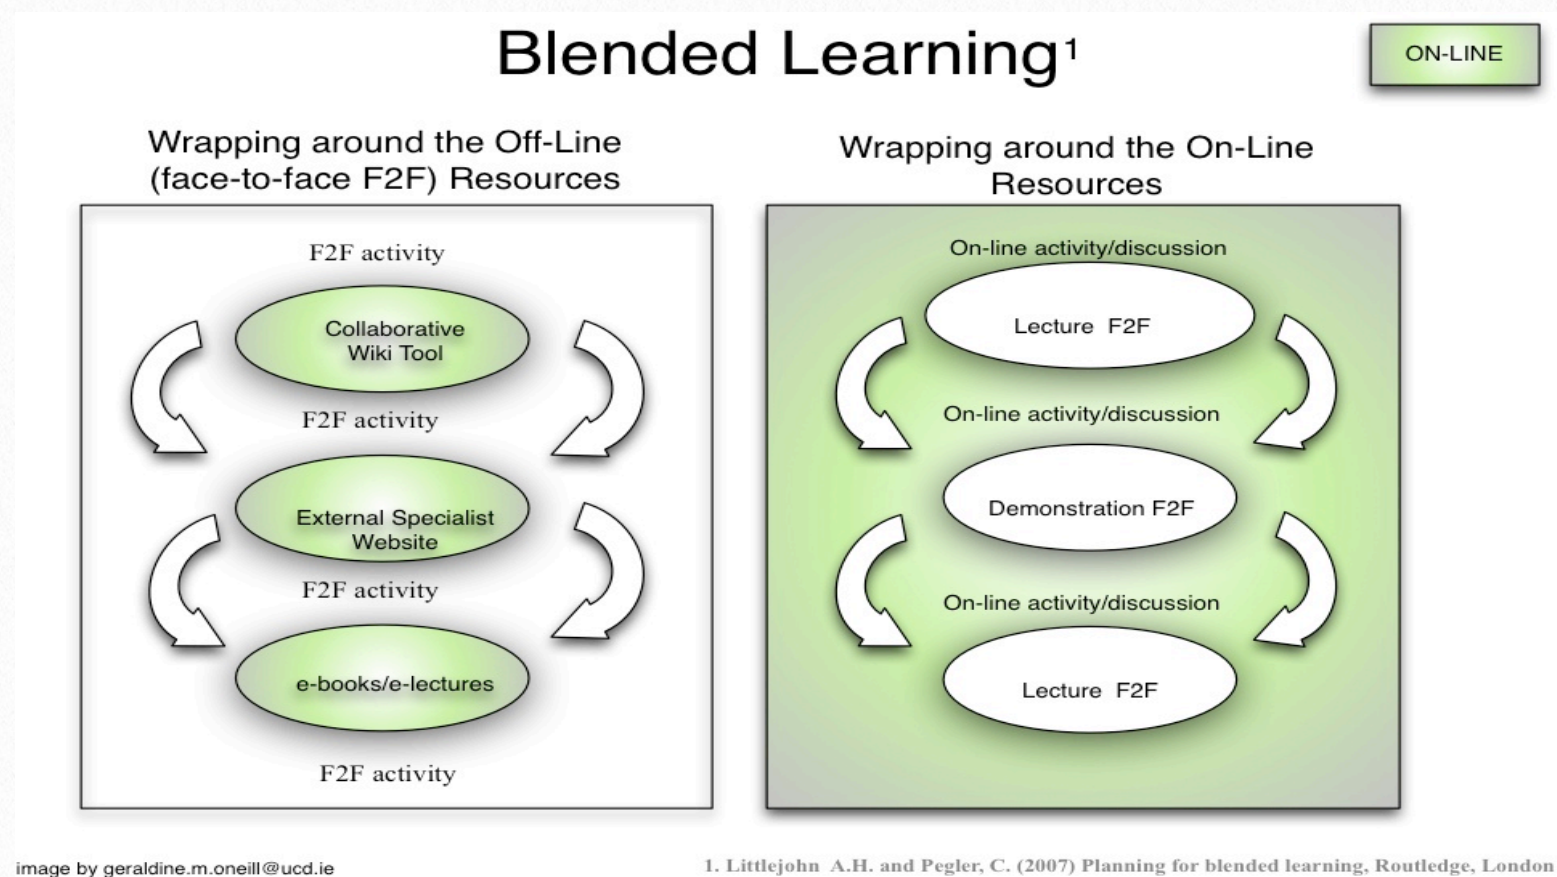 Blended Learning¹
ON-LINE
Wrapping around the Off-Line
(face-to-face F2F) Resources
F2F activity
Collaborative
Wiki Tool
F2F activity
External Specialist
Website
F2F activity
e-books/e-lectures
F2F activity
Wrapping around the On-Line
Resources
On-line activity/discussion
Lecture F2F
On-line activity/discussion
Demonstration F2F
On-line activity/discussion
Lecture F2F
image by geraldine.m.oneill@ucd.ie
1. Littlejohn A.H. and Pegler, C. (2007) Planning for blended learning, Routledge, London